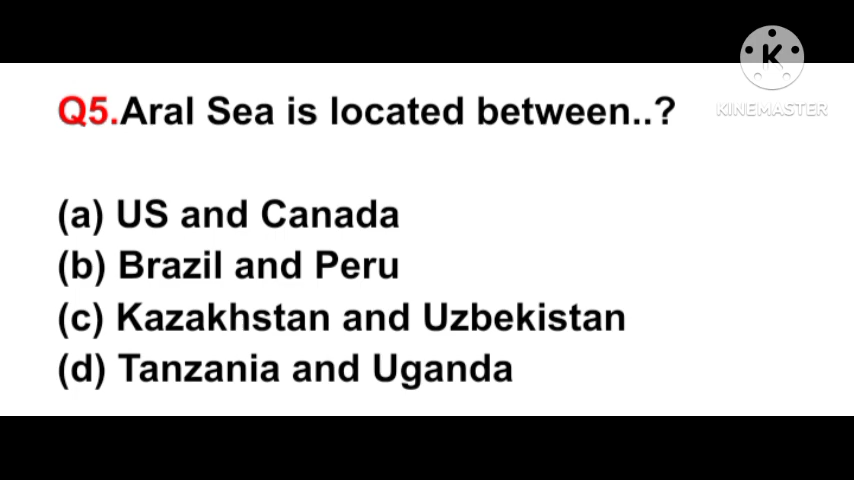 K
KINEMASTER
Q5.Aral Sea is located between..?
(a) US and Canada
(b) Brazil and Peru
(c) Kazakhstan and Uzbekistan
(d) Tanzania and Uganda